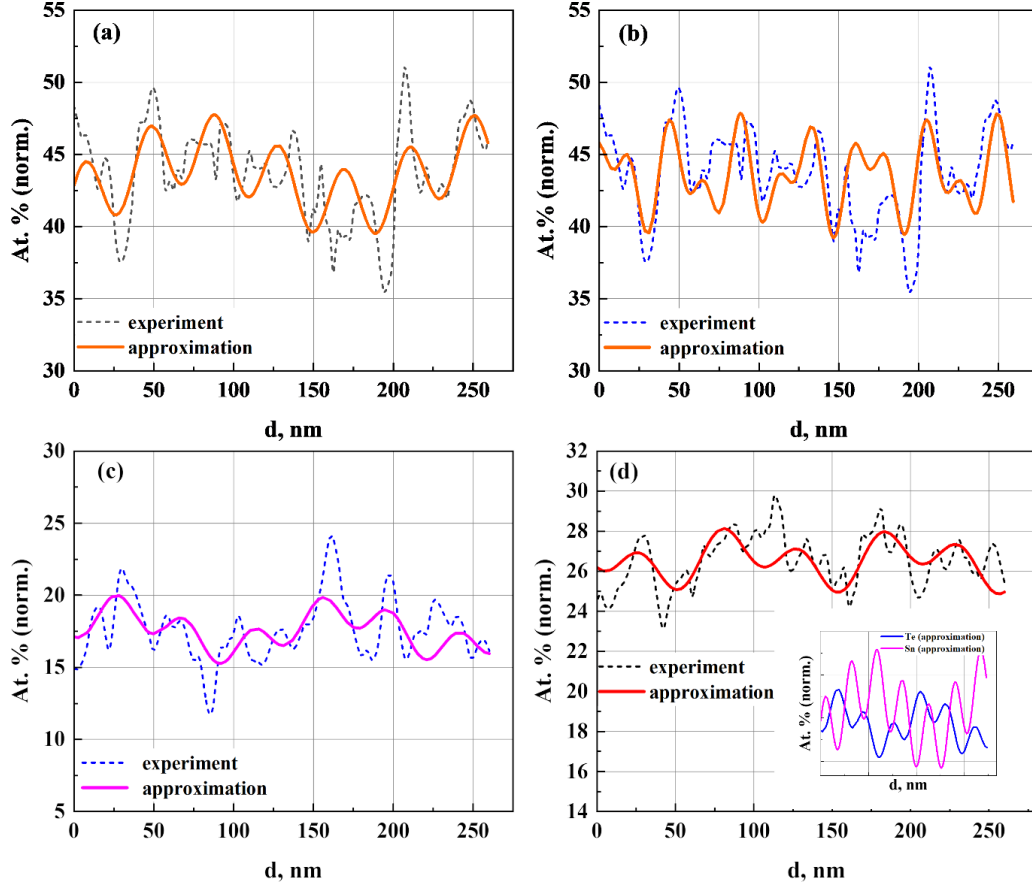 (a)
55
50
45
40
35
30
At. % (norm.)
experiment
approximation
0 50 100 150 200 250
d, nm
(b)
55
50
45
40
35
30
At.% (norm.)
experiment
approximation
0 50 100 150 200 250
d, nm
(c)
30
25
20
15
10
5
At. % (norm.)
experiment
approximation
0 50 100 150 200 250
d, nm
(d)
32
30
28
26
24
22
20
18
16
14
At. % (norm.)
experiment
approximation
Te (approximation)
Sn (approximation)
At. % (norm.)
d, nm
0 50 100 150 200 250
d, nm